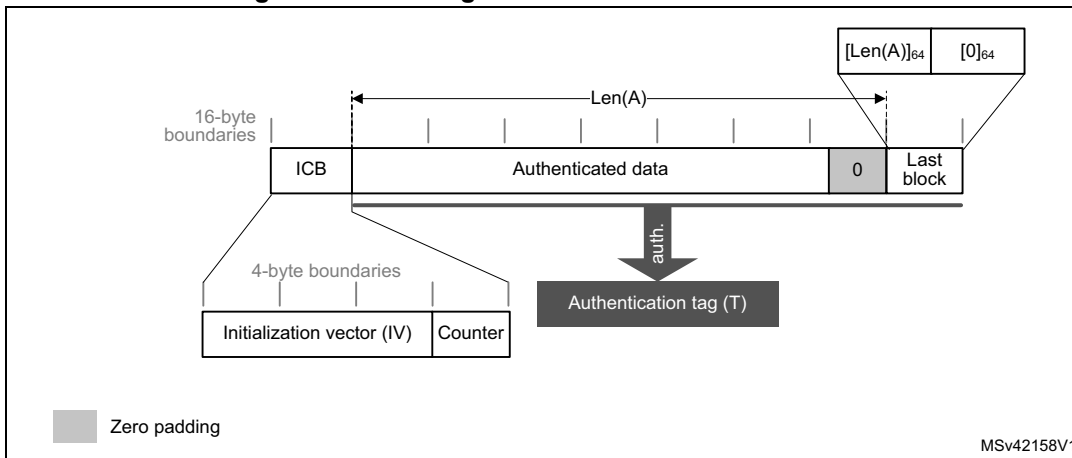 [Len(A)]64 [0]64
Len(A)
16-byte
boundaries
ICB Authenticated data 0 Last
block
auth.
4-byte boundaries
Authentication tag (T)
Initialization vector (IV) Counter
Zero padding
MSv42158V1